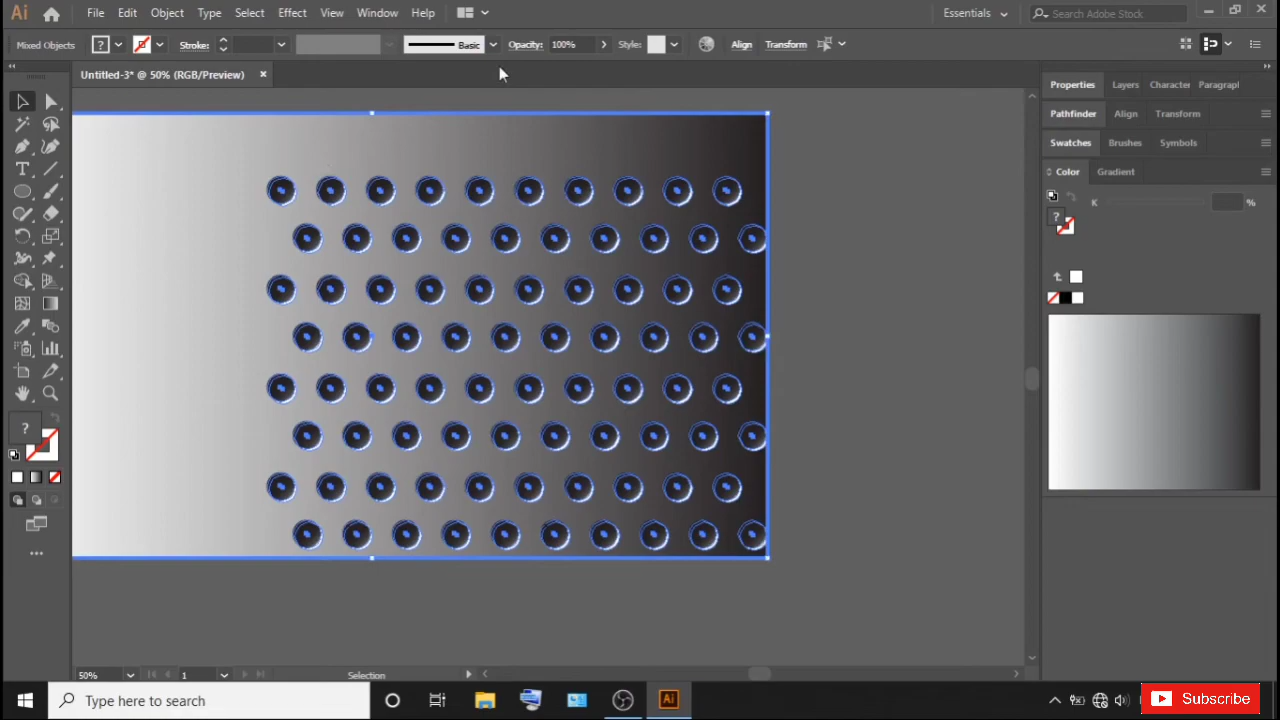 Ai File Edit Object Type Select Effect View Window Help Essentials Search Adobe Stock
Mixed Objects ? Stroke: Basic Opacity: 100% Style: Align Transform
Untitled-3* @ 50% (RGB/Preview) × Properties Layers Character Paragraph
Pathfinder Align Transform
Swatches Brushes Symbols
Color Gradient
K %
?
?
50% 1 Selection
Type here to search Ai Subscribe